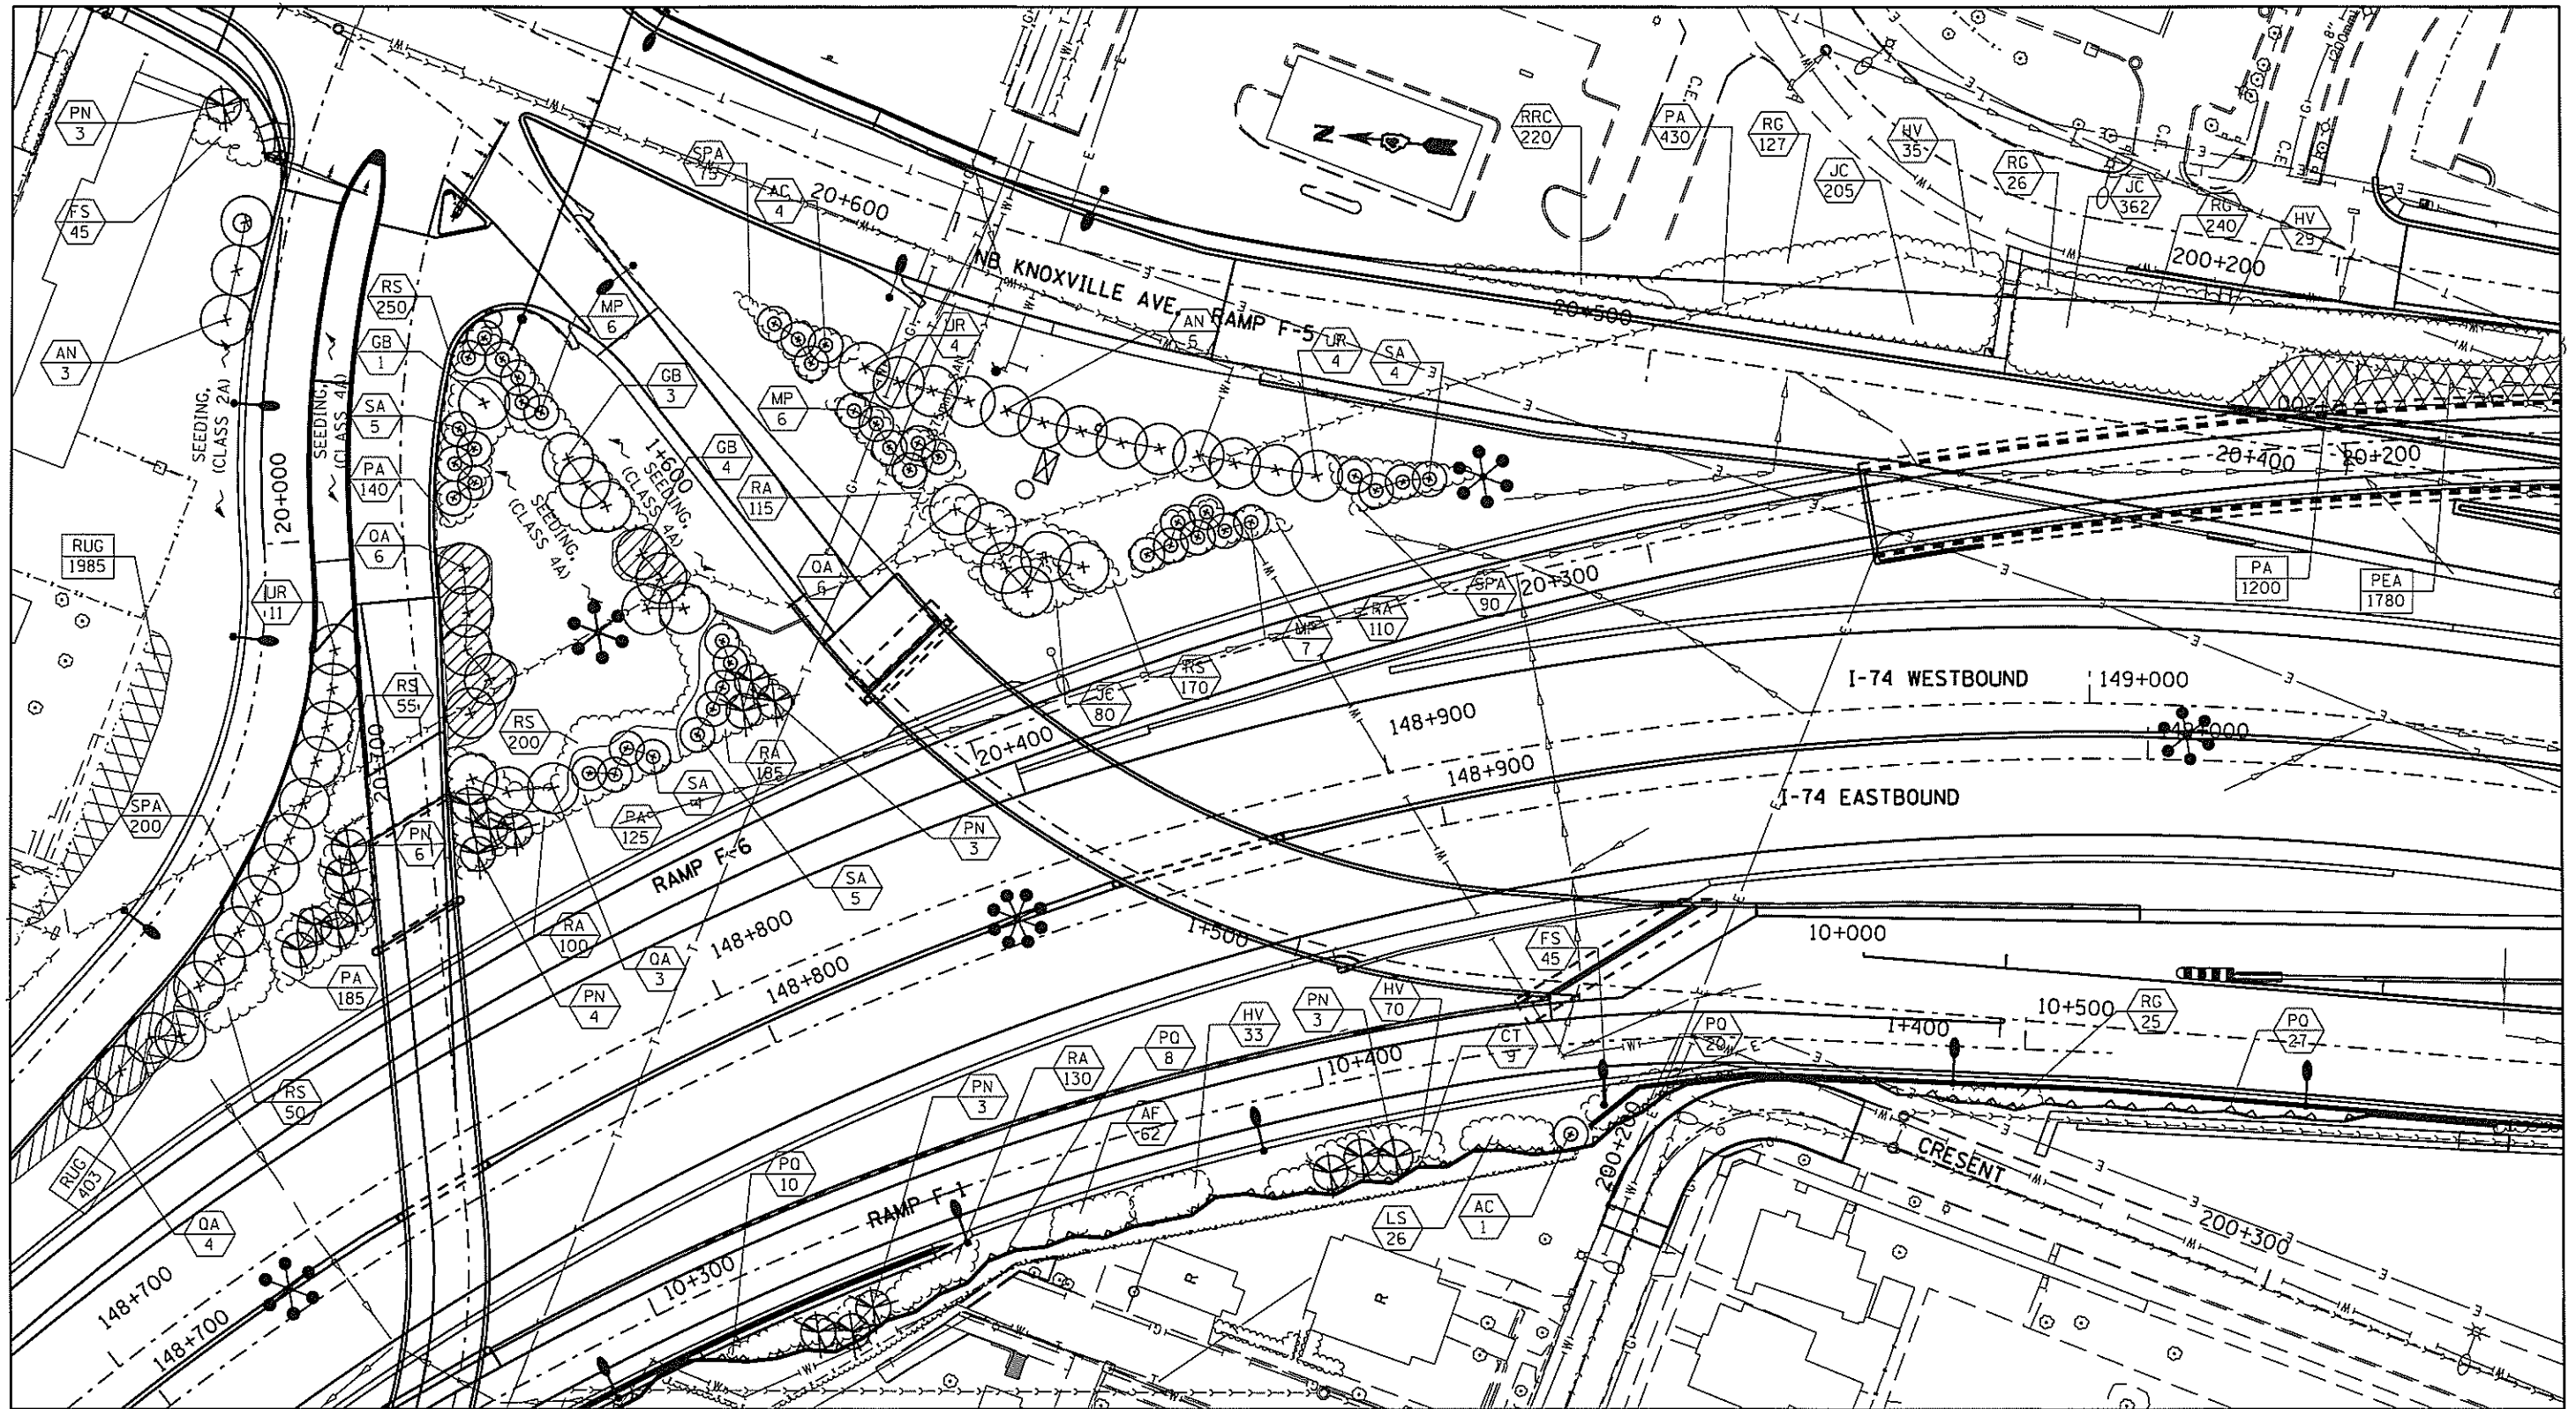 PN
3
FS
45
AN
3
SEEDING,
(CLASS 2A)
20+000
SEEDING,
(CLASS 4A)
RS
250
GB
1
SA
5
PA
140
QA
6
RUG
1985
UR
11
RS
55
20+700
SPA
200
PN
6
RS
200
MP
6
GB
3
1+600
SEEDING,
(CLASS 4A)
SEEDING,
(CLASS 4A)
GB
4
RA
115
MP
6
QA
6
SPA
75
AC
4
20+600
NB KNOXVILLE AVE.
RAMP F-5
UR
4
AN
5
UR
4
SA
4
N
RRC
220
PA
430
RG
127
JC
205
HV
35
RG
26
JC
362
RG
240
HV
29
C.E.
C.E.
C.E.
8"
(200mm)
200+200
20+500
20+400
20+200
PA
1200
PEA
1780
20+300
SPA
90
RA
110
MP
7
RS
170
JC
80
I-74 WESTBOUND
149+000
149+000
148+900
148+900
I-74 EASTBOUND
20+400
RA
185
SA
4
PA
125
PN
3
SA
5
RAMP F-6
RA
100
QA
3
PN
4
PA
185
RS
50
RUG
403
QA
4
148+800
148+800
148+700
148+700
1+500
10+000
FS
45
HV
70
PN
3
HV
33
PQ
8
RA
130
PN
3
AF
62
PQ
10
CT
9
PQ
20
10+500
1+400
RG
25
PQ
27
10+400
RAMP F-1
10+300
LS
26
AC
1
200+200
CRESENT
200+300
R
R